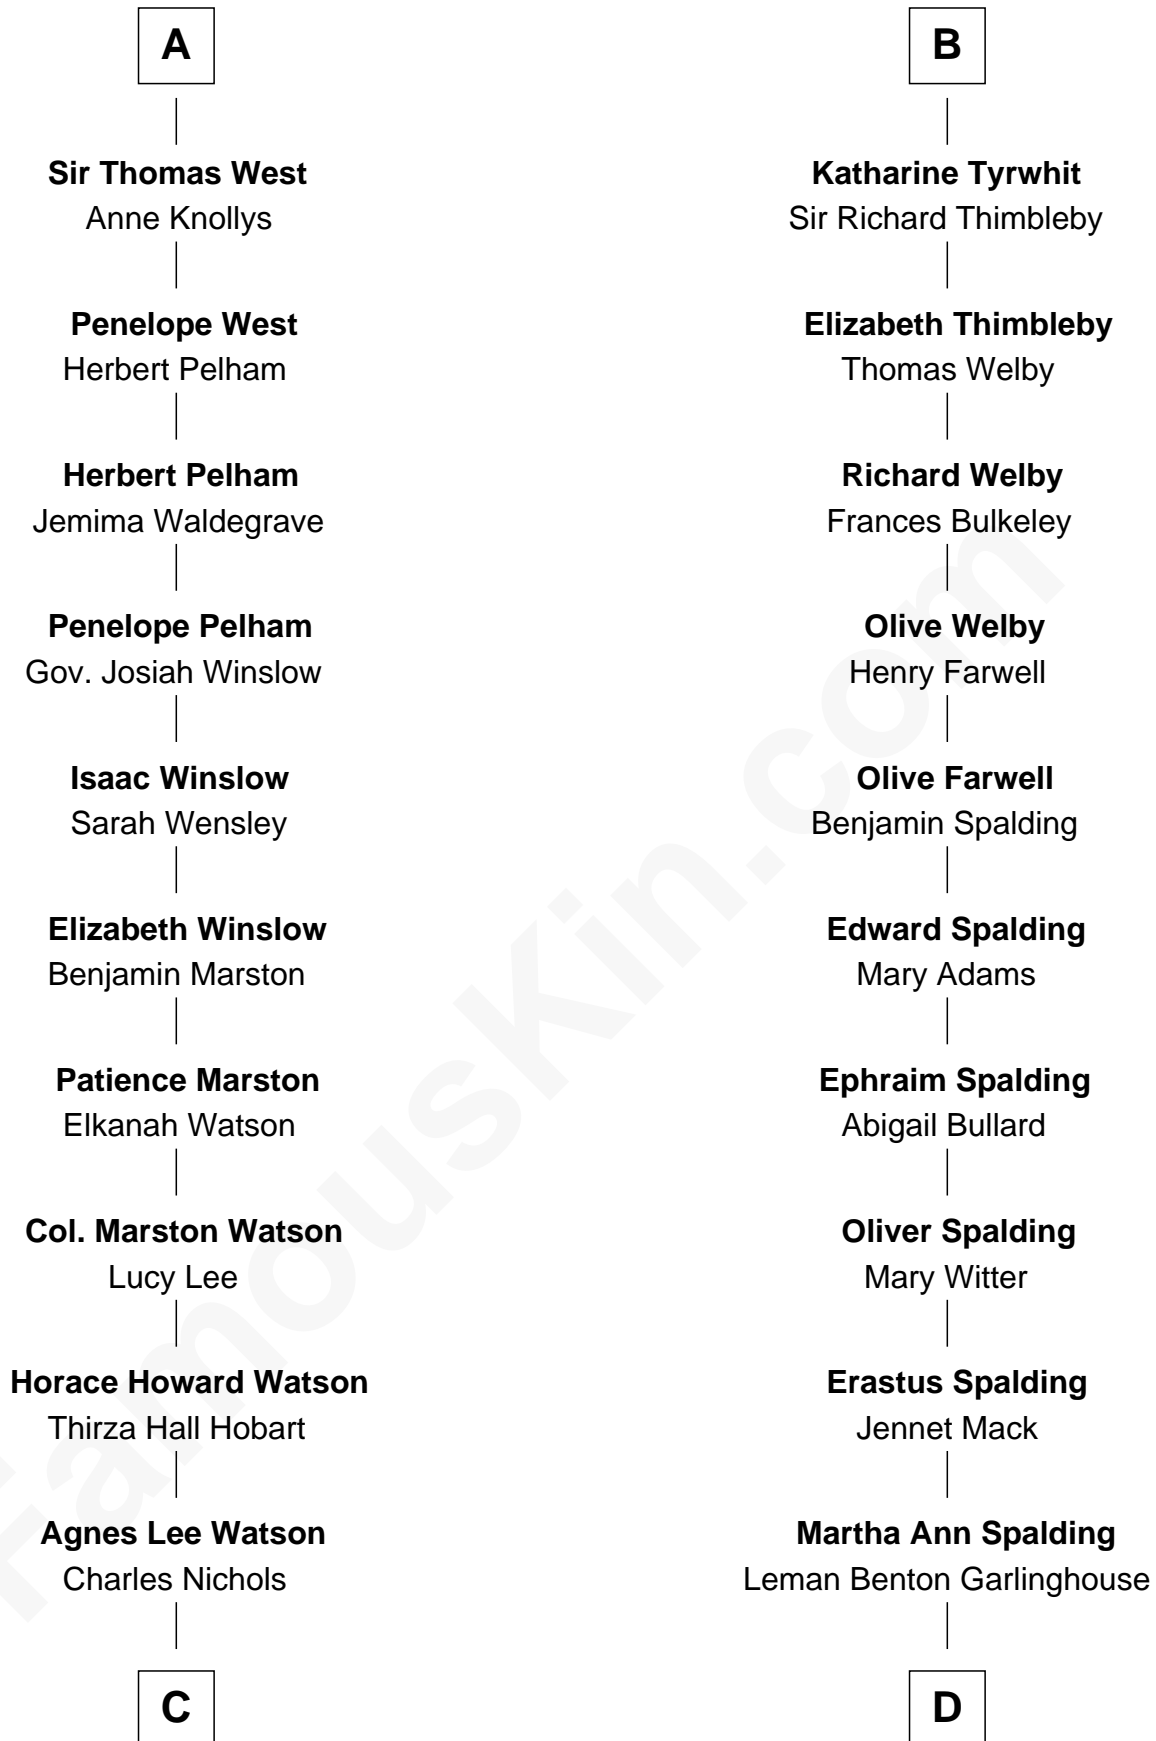 A
Sir Thomas West
Anne Knollys
Penelope West
Herbert Pelham
Herbert Pelham
Jemima Waldegrave
Penelope Pelham
Gov. Josiah Winslow
Isaac Winslow
Sarah Wensley
Elizabeth Winslow
Benjamin Marston
Patience Marston
Elkanah Watson
Col. Marston Watson
Lucy Lee
Horace Howard Watson
Thirza Hall Hobart
Agnes Lee Watson
Charles Nichols
C
B
Katharine Tyrwhit
Sir Richard Thimbleby
Elizabeth Thimbleby
Thomas Welby
Richard Welby
Frances Bulkeley
Olive Welby
Henry Farwell
Olive Farwell
Benjamin Spalding
Edward Spalding
Mary Adams
Ephraim Spalding
Abigail Bullard
Oliver Spalding
Mary Witter
Erastus Spalding
Jennet Mack
Martha Ann Spalding
Leman Benton Garlinghouse
D
FamousKin.com